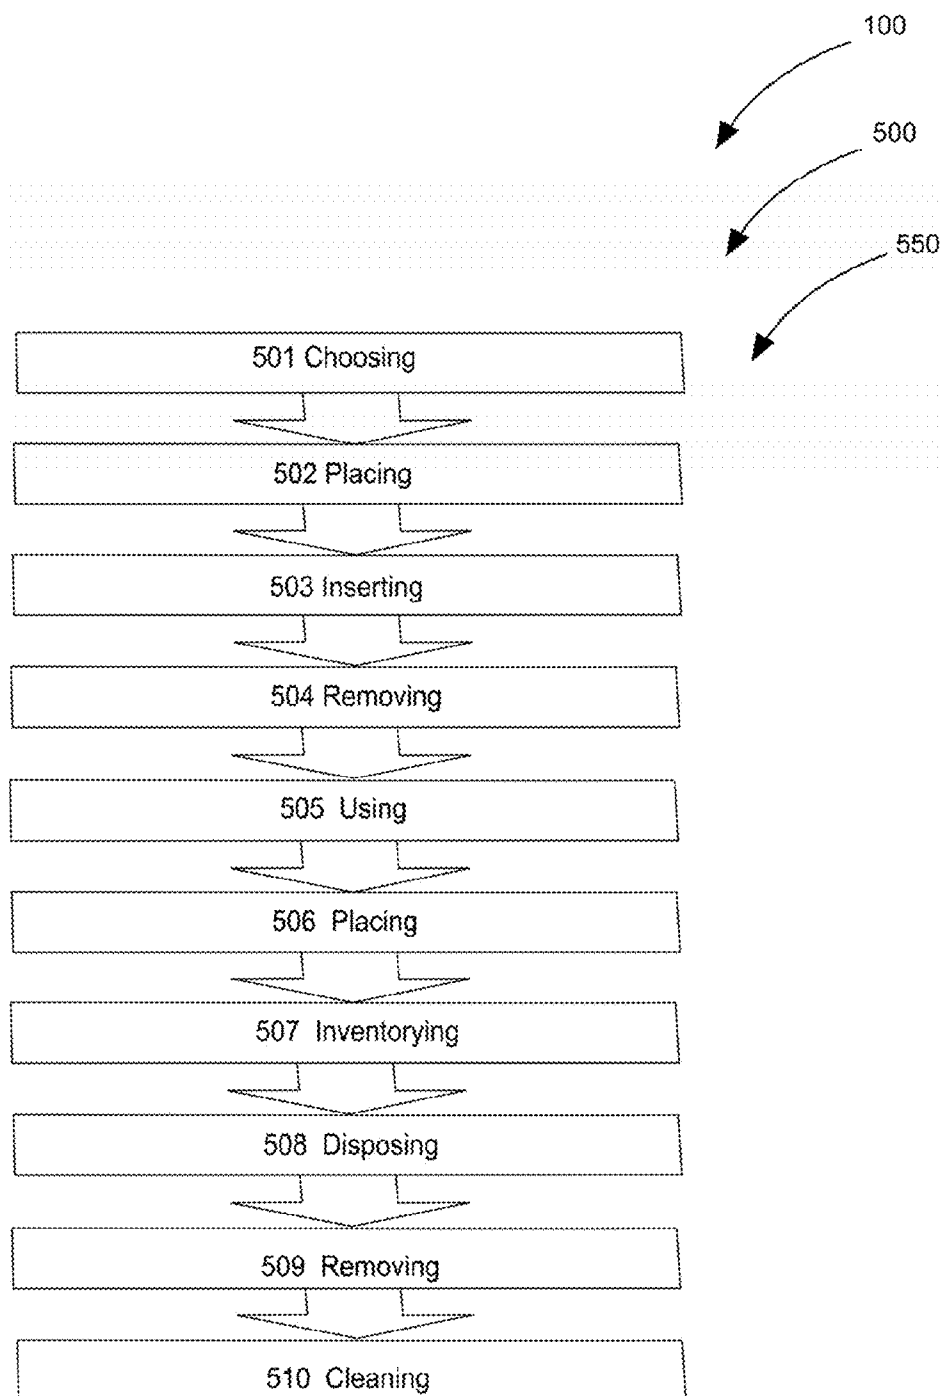 100
500
550
501 Choosing
502 Placing
503 Inserting
504 Removing
505 Using
506 Placing
507 Inventorying
508 Disposing
509 Removing
510 Cleaning